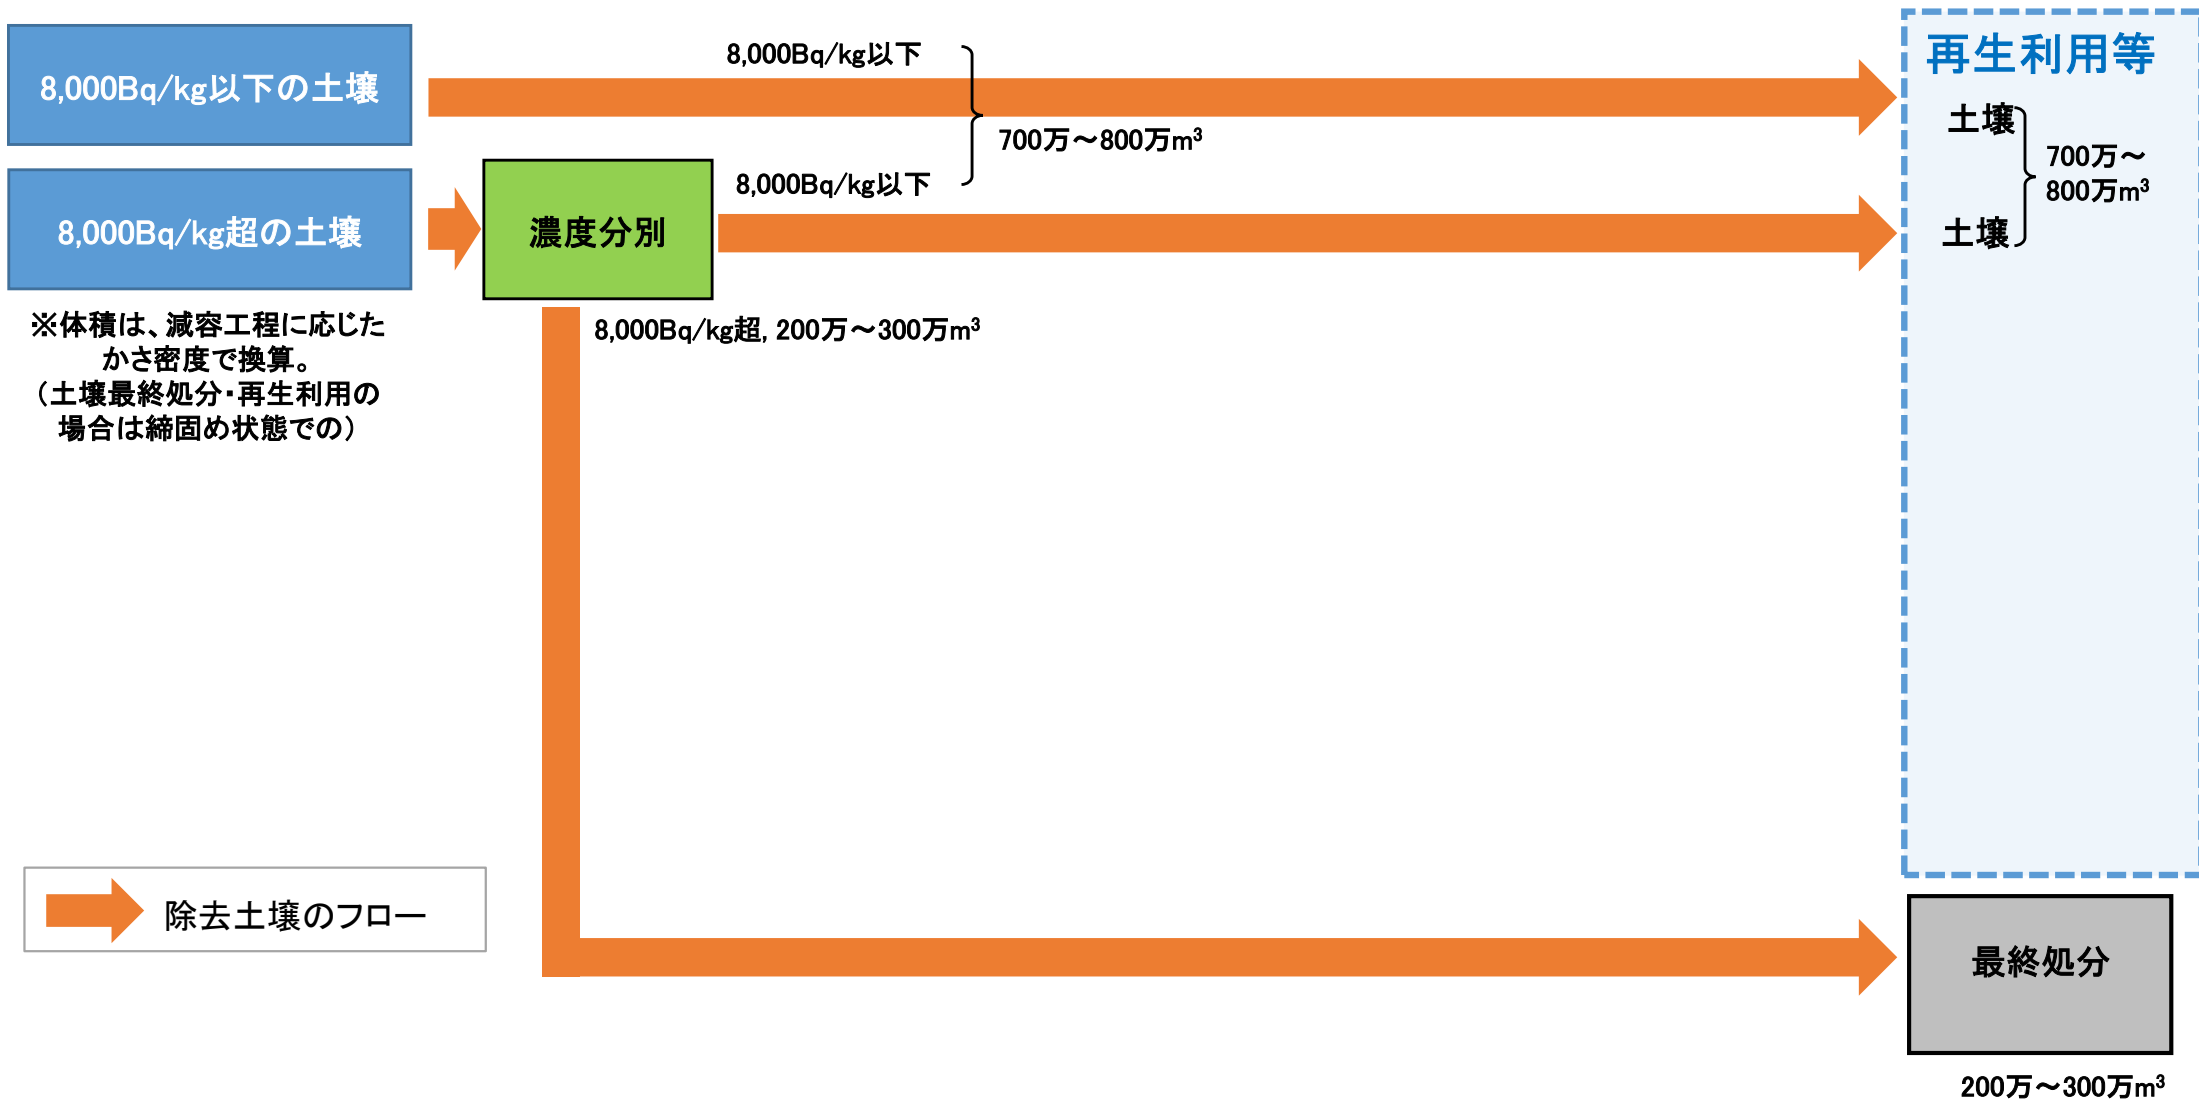 8,000Bq/kg以下の土壌
8,000Bq/kg以下
再生利用等
土壌
700万～800万m³
700万～
800万m³
8,000Bq/kg以下
8,000Bq/kg超の土壌
濃度分別
土壌
※体積は、減容工程に応じた
かさ密度で換算。
（土壌最終処分・再生利用の
場合は締固め状態での）
8,000Bq/kg超, 200万～300万m³
除去土壌のフロー
最終処分
200万～300万m³